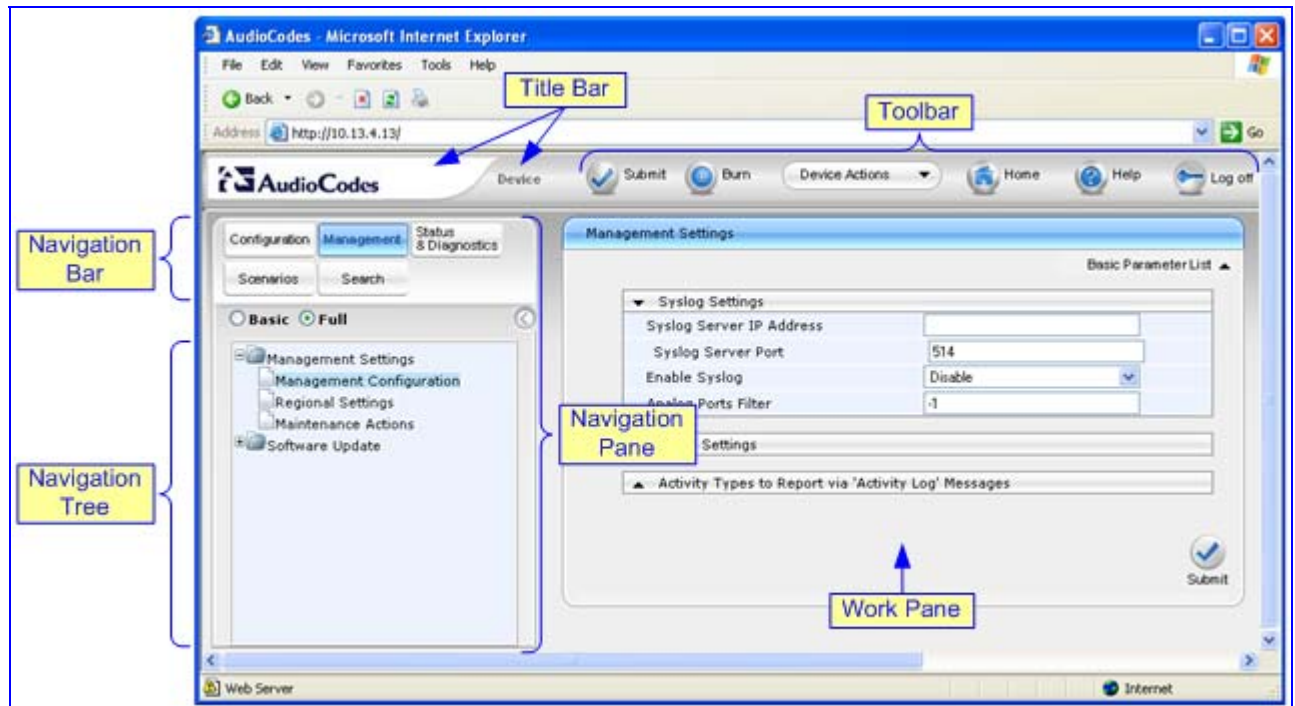 AudioCodes - Microsoft Internet Explorer
File Edit View Favorites Tools Help
Back
Title Bar
Toolbar
Address http://10.13.4.13/ Go
AudioCodes Device Submit Burn Device Actions Home Help Log off
Navigation Bar
Configuration Management Status & Diagnostics
Scenarios Search
Basic Full
Management Settings
Basic Parameter List
Syslog Settings
Syslog Server IP Address
Syslog Server Port 514
Enable Syslog Disable
Analog Ports Filter -1
Settings
Activity Types to Report via 'Activity Log' Messages
Submit
Navigation Tree
Management Settings
Management Configuration
Regional Settings
Maintenance Actions
Software Update
Navigation Pane
Work Pane
Web Server Internet